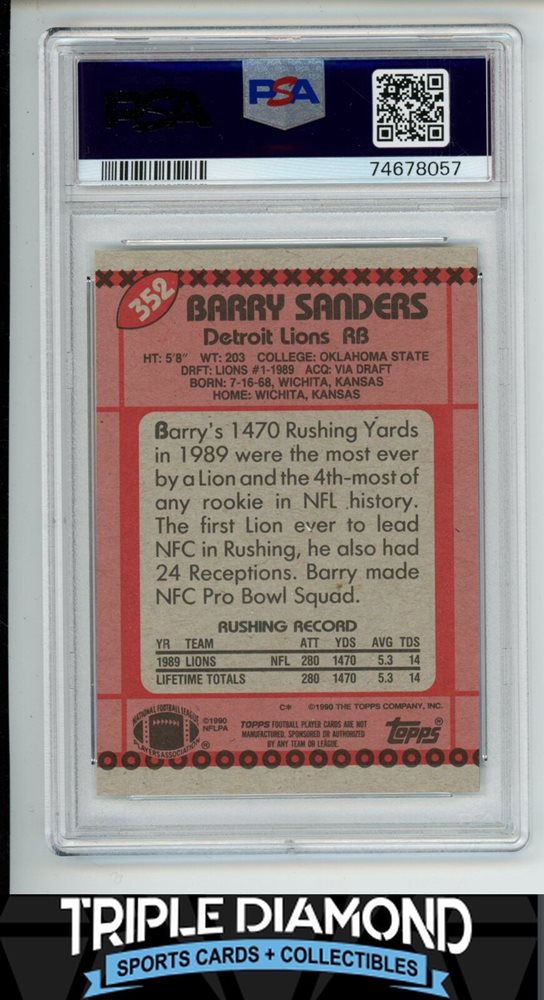 PSA
PSA
74678057
352
BARRY SANDERS
Detroit Lions RB
HT: 5'8" WT: 203 COLLEGE: OKLAHOMA STATE
DRFT: LIONS #1-1989 ACQ: VIA DRAFT
BORN: 7-16-68, WICHITA, KANSAS
HOME: WICHITA, KANSAS
Barry's 1470 Rushing Yards
in 1989 were the most ever
by a Lion and the 4th-most of
any rookie in NFL history.
The first Lion ever to lead
NFC in Rushing, he also had
24 Receptions. Barry made
NFC Pro Bowl Squad.
RUSHING RECORD
YR TEAM ATT YDS AVG TDS
1989 LIONS NFL 280 1470 5.3 14
LIFETIME TOTALS 280 1470 5.3 14
C* ©1990 THE TOPPS COMPANY, INC.
NATIONAL FOOTBALL LEAGUE
PLAYERS ASSOCIATION ®
©1990
NFLPA
TOPPS FOOTBALL PLAYER CARDS ARE NOT
MANUFACTURED, SPONSORED OR AUTHORIZED
BY ANY TEAM OR LEAGUE.
topps®
TRIPLE DIAMOND
SPORTS CARDS + COLLECTIBLES